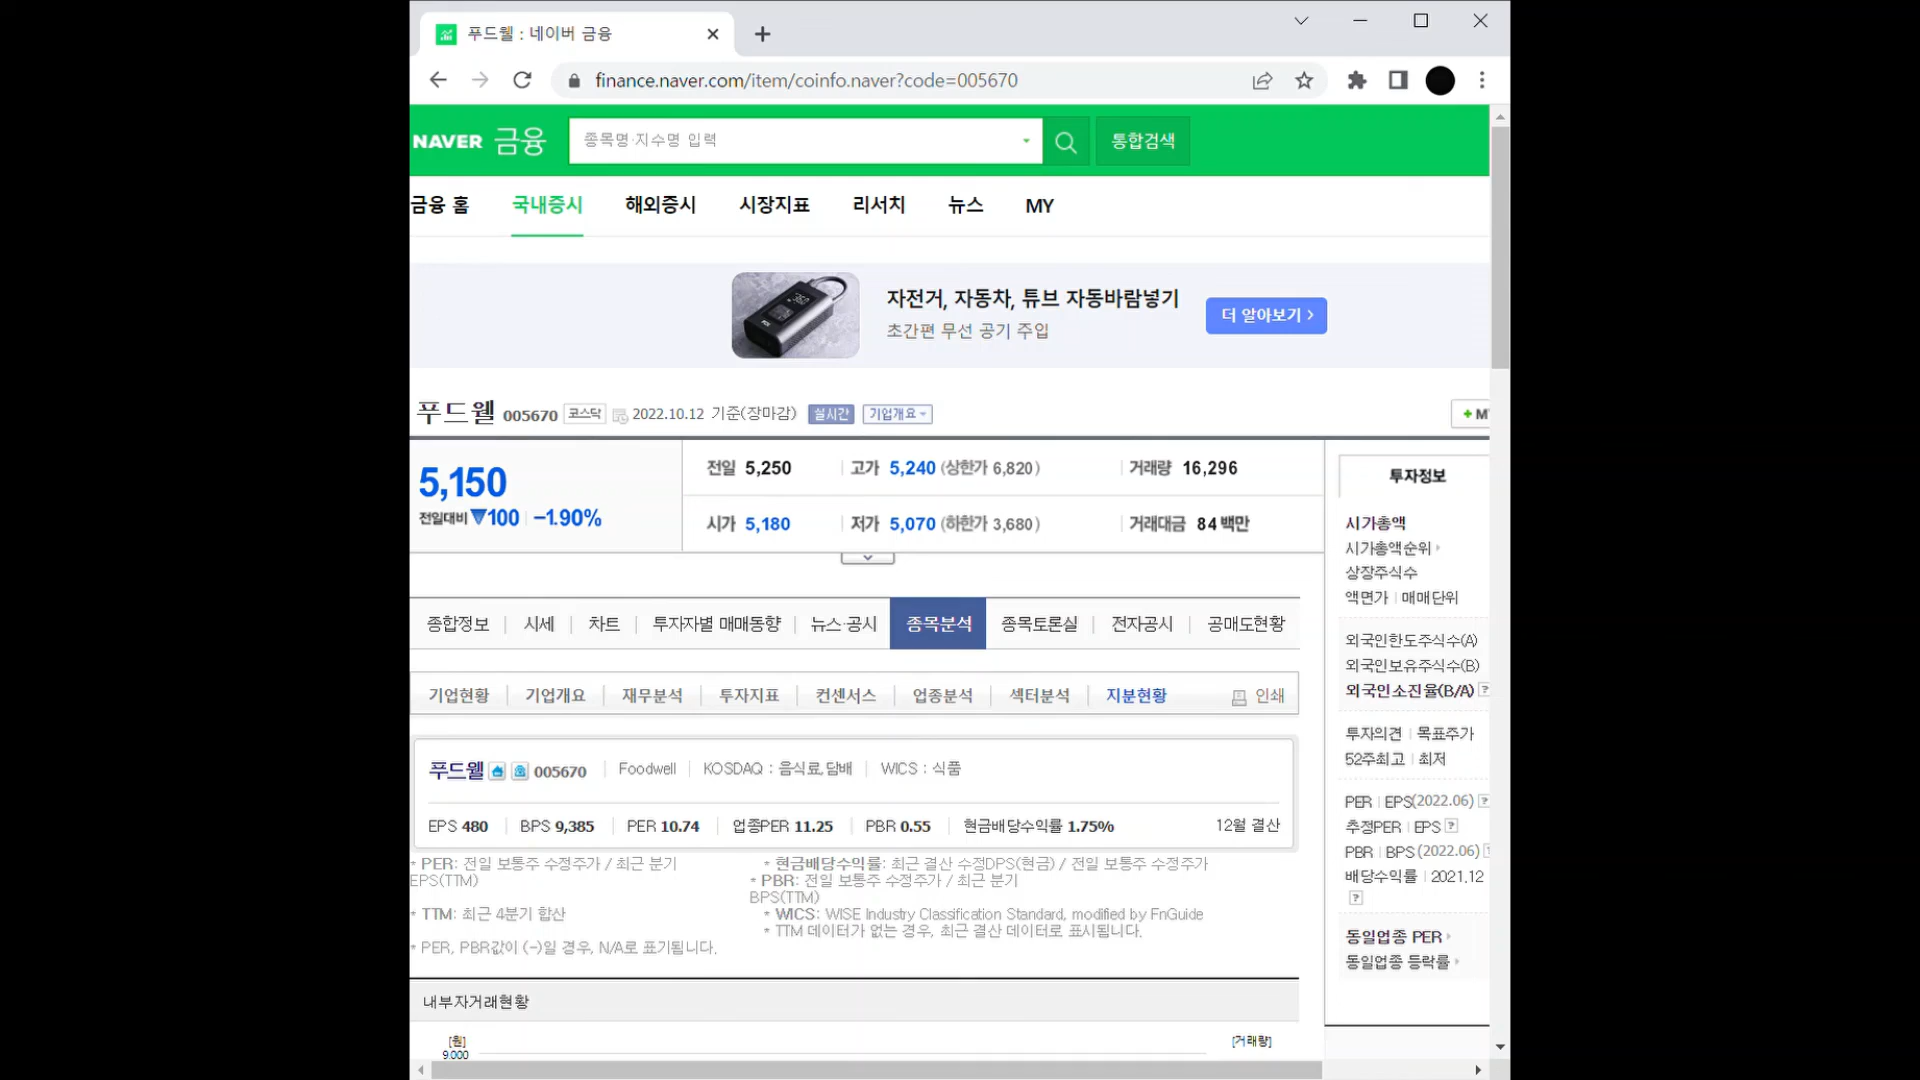 푸드웰 : 네이버 금융
finance.naver.com/item/coinfo.naver?code=005670
NAVER 금융 종목명·지수명 입력 통합검색
금융 홈 국내증시 해외증시 시장지표 리서치 뉴스 MY
자전거, 자동차, 튜브 자동바람넣기
초간편 무선 공기 주입
더 알아보기 >
푸드웰 005670 코스닥 2022.10.12 기준(장마감) 실시간 기업개요
+ M
5,150
전일대비 ▼100 -1.90%
전일 5,250 고가 5,240 (상한가 6,820) 거래량 16,296
시가 5,180 저가 5,070 (하한가 3,680) 거래대금 84 백만
종합정보 시세 차트 투자자별 매매동향 뉴스·공시 종목분석 종목토론실 전자공시 공매도현황
기업현황 기업개요 재무분석 투자지표 컨센서스 업종분석 섹터분석 지분현황 인쇄
푸드웰 005670 Foodwell KOSDAQ : 음식료,담배 WICS : 식품
EPS 480 BPS 9,385 PER 10.74 업종PER 11.25 PBR 0.55 현금배당수익률 1.75% 12월 결산
* PER: 전일 보통주 수정주가 / 최근 분기
EPS(TTM)
* TTM: 최근 4분기 합산
* PER, PBR값이 (-)일 경우, N/A로 표기됩니다.
* 현금배당수익률: 최근 결산 수정DPS(현금) / 전일 보통주 수정주가
* PBR: 전일 보통주 수정주가 / 최근 분기
BPS(TTM)
* WICS: WISE Industry Classification Standard, modified by FnGuide
* TTM 데이터가 없는 경우, 최근 결산 데이터로 표시됩니다.
내부자거래현황
[원] [거래량]
9,000
투자정보
시가총액
시가총액순위
상장주식수
액면가 | 매매단위
외국인한도주식수(A)
외국인보유주식수(B)
외국인소진율(B/A) ?
투자의견 | 목표주가
52주최고 | 최저
PER | EPS(2022.06) ?
추정PER | EPS ?
PBR | BPS (2022.06) ?
배당수익률 | 2021.12
?
동일업종 PER
동일업종 등락률